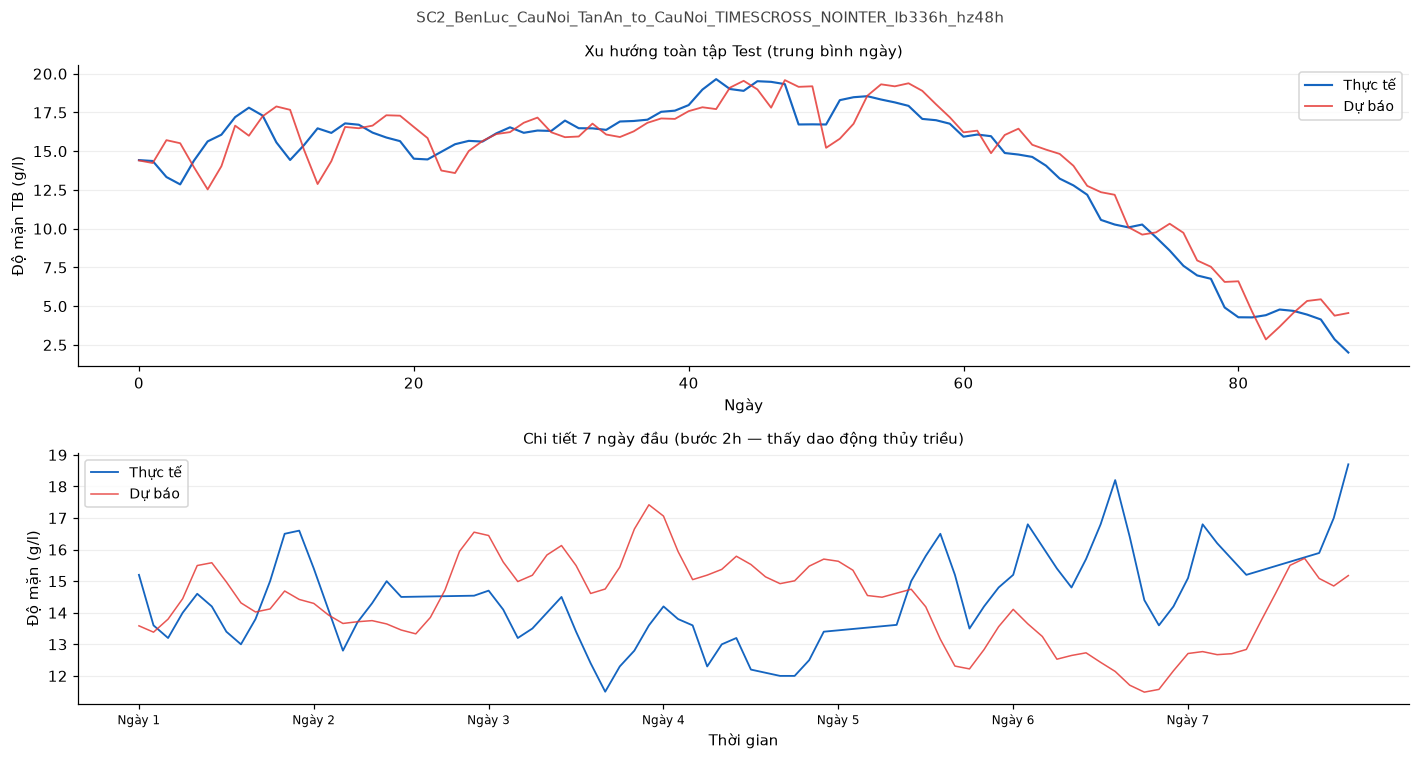 SC2_BenLuc_CauNoi_TanAn_to_CauNoi_TIMESCROSS_NOINTER_lb336h_hz48h
Xu hướng toàn tập Test (trung bình ngày)
Độ mặn TB (g/l)
20.0
17.5
15.0
12.5
10.0
7.5
5.0
2.5
Thực tế
Dự báo
0 20 40 60 80
Ngày
Chi tiết 7 ngày đầu (bước 2h — thấy dao động thủy triều)
Độ mặn (g/l)
19
18
17
16
15
14
13
12
Thực tế
Dự báo
Ngày 1 Ngày 2 Ngày 3 Ngày 4 Ngày 5 Ngày 6 Ngày 7
Thời gian